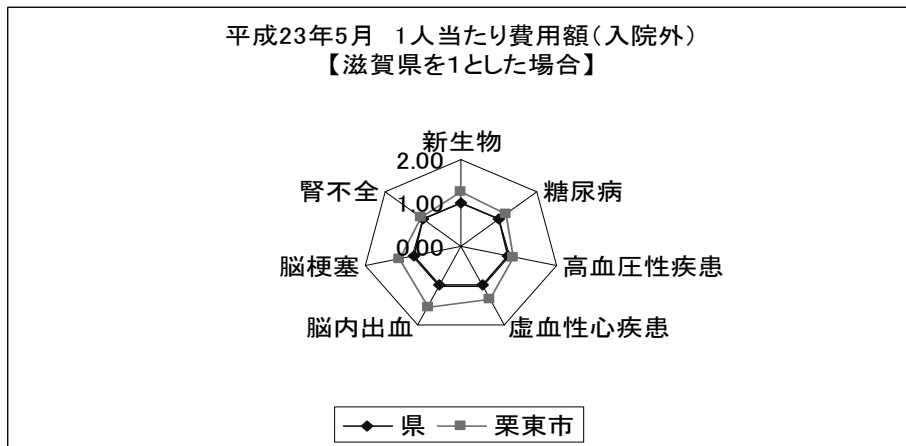 平成23年5月 1人当たり費用額(入院外)
【滋賀県を1とした場合】
新生物
糖尿病
高血圧性疾患
虚血性心疾患
脳内出血
脳梗塞
腎不全
2.00
1.00
0.00
県
栗東市